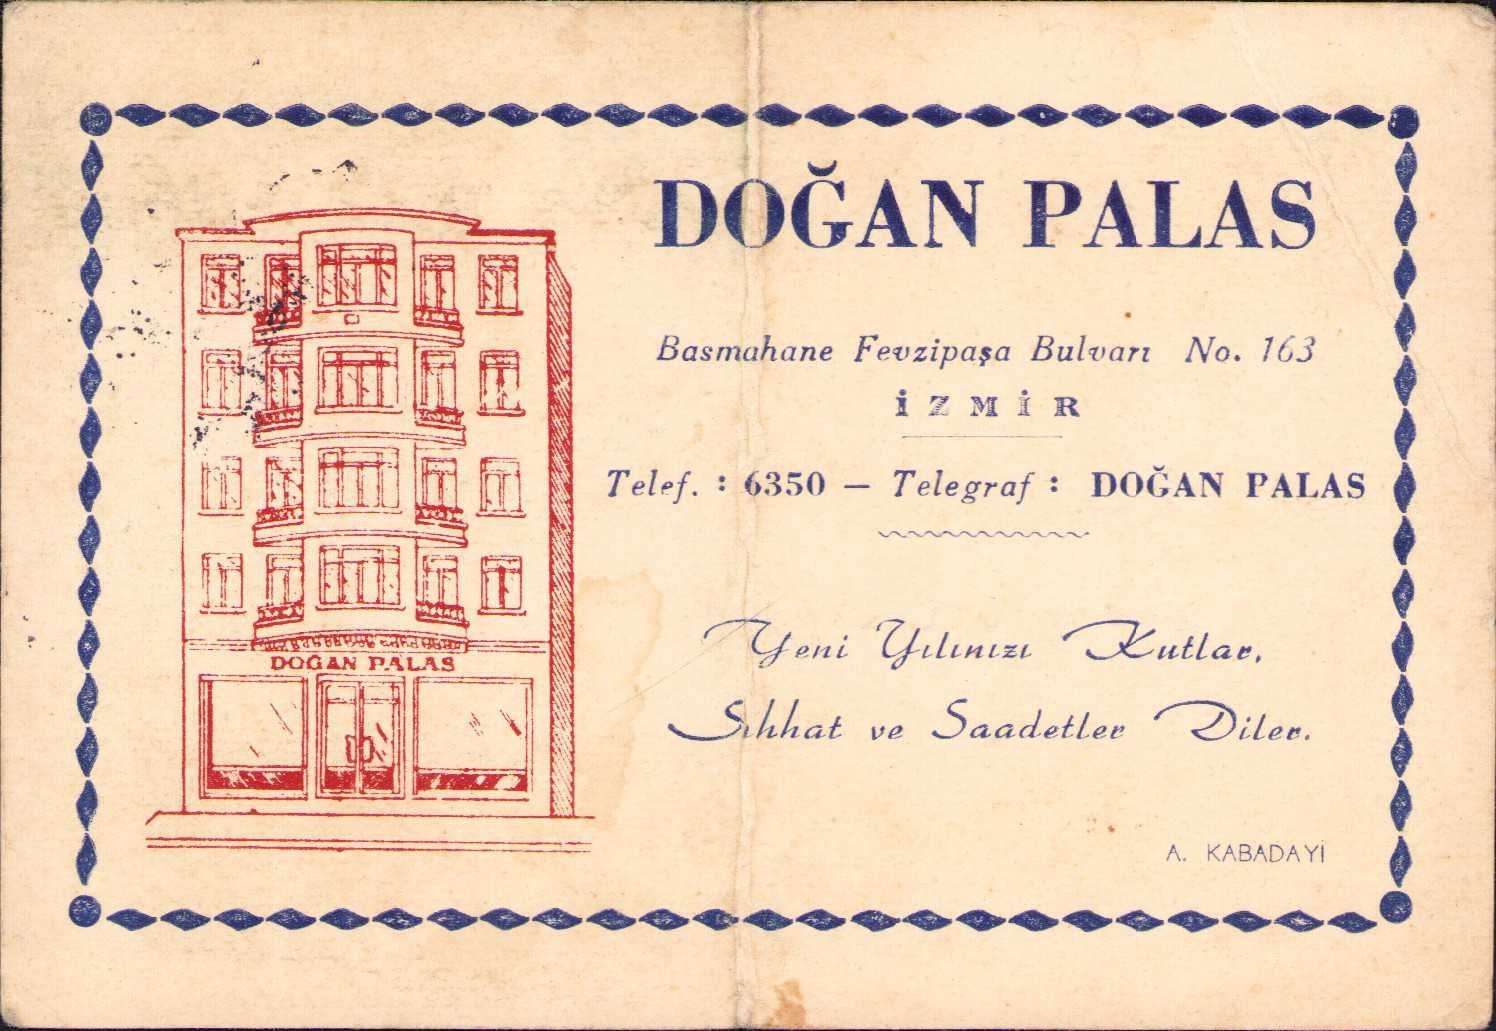 DOĞAN PALAS
Basmahane Fevzipaşa Bulvarı No. 163
İZMİR
Telef. : 6350 — Telegraf : DOĞAN PALAS
Yeni Yılınızı Kutlar,
Sıhhat ve Saadetler Diler.
A. KABADAYİ
DOĞAN PALAS